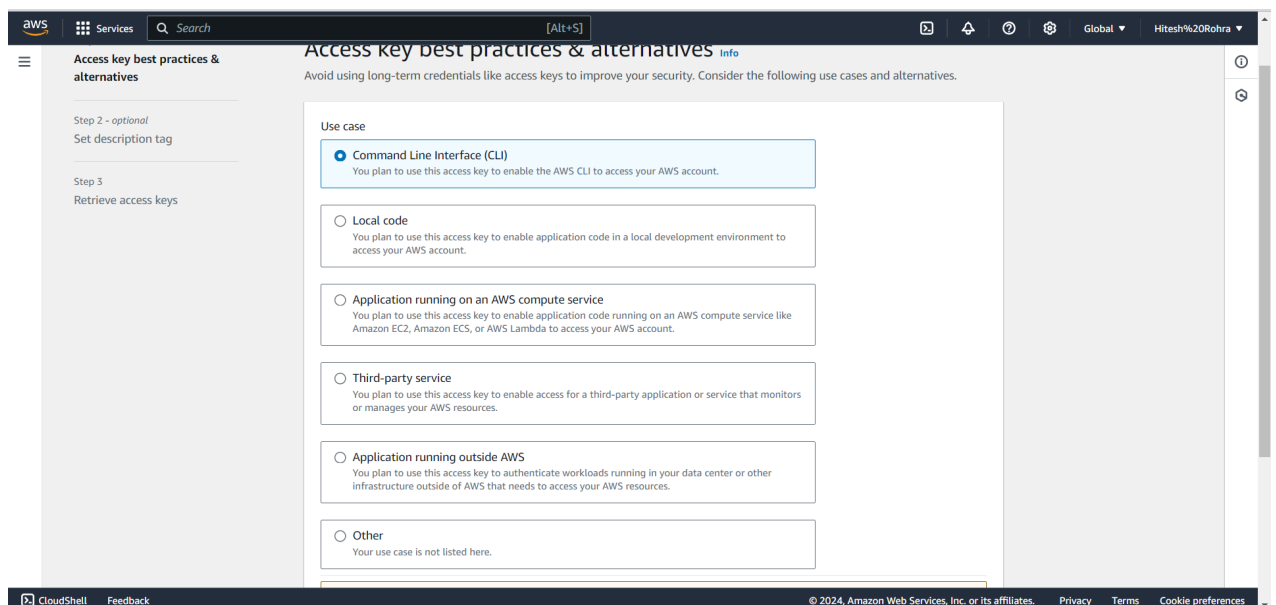 aws
Services
Search
[Alt+S]
Global
Hitesh%20Rohra
Access key best practices &
alternatives
Step 2 - optional
Set description tag
Step 3
Retrieve access keys
Access key best practices & alternatives Info
Avoid using long-term credentials like access keys to improve your security. Consider the following use cases and alternatives.
Use case
Command Line Interface (CLI)
You plan to use this access key to enable the AWS CLI to access your AWS account.
Local code
You plan to use this access key to enable application code in a local development environment to
access your AWS account.
Application running on an AWS compute service
You plan to use this access key to enable application code running on an AWS compute service like
Amazon EC2, Amazon ECS, or AWS Lambda to access your AWS account.
Third-party service
You plan to use this access key to enable access for a third-party application or service that monitors
or manages your AWS resources.
Application running outside AWS
You plan to use this access key to authenticate workloads running in your data center or other
infrastructure outside of AWS that needs to access your AWS resources.
Other
Your use case is not listed here.
CloudShell
Feedback
© 2024, Amazon Web Services, Inc. or its affiliates.
Privacy
Terms
Cookie preferences